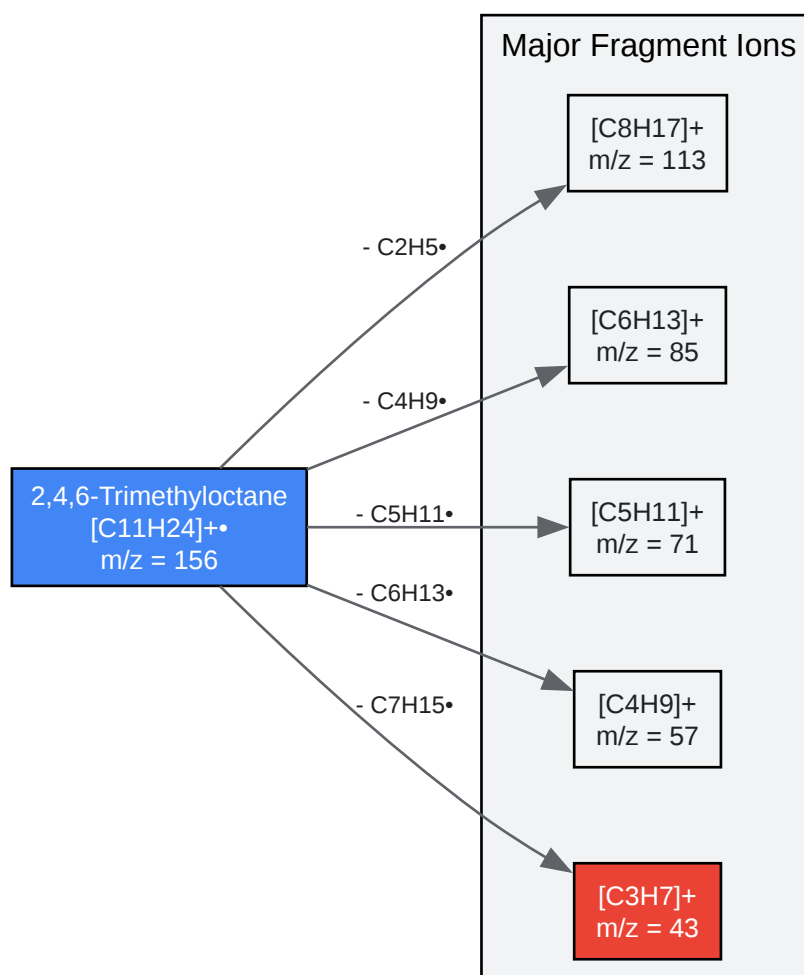 Major Fragment Ions
[C8H17]+
m/z = 113
- C2H5•
[C6H13]+
m/z = 85
- C4H9•
2,4,6-Trimethyloctane
[C11H24]+•
m/z = 156
- C5H11•
[C5H11]+
m/z = 71
- C6H13•
[C4H9]+
m/z = 57
- C7H15•
[C3H7]+
m/z = 43